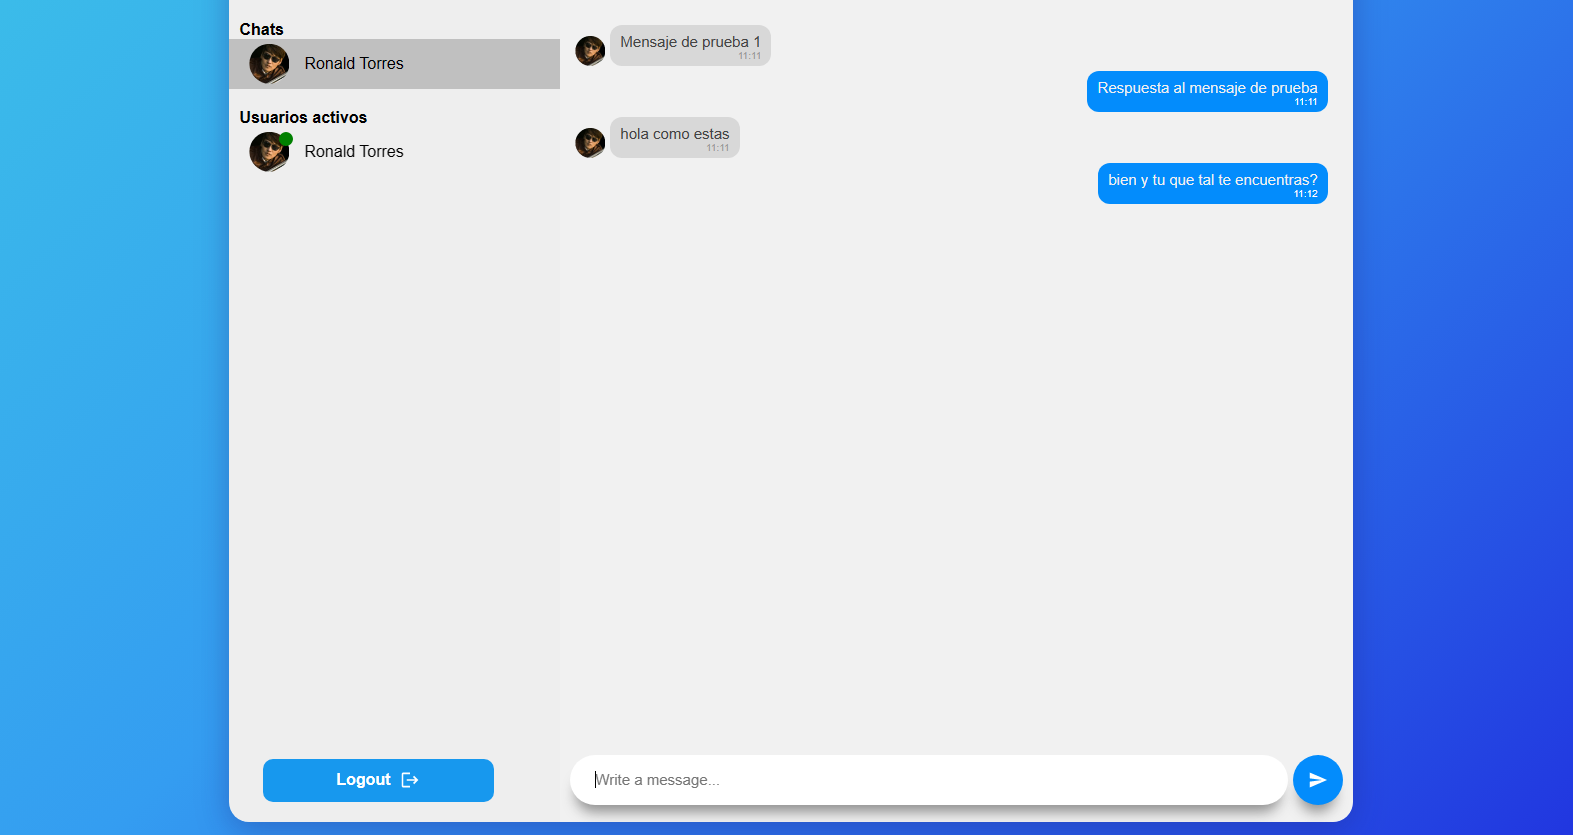 Chats
Ronald Torres
Usuarios activos
Ronald Torres
Logout
Mensaje de prueba 1
11:11
Respuesta al mensaje de prueba
11:11
hola como estas
11:11
bien y tu que tal te encuentras?
11:12
Write a message...